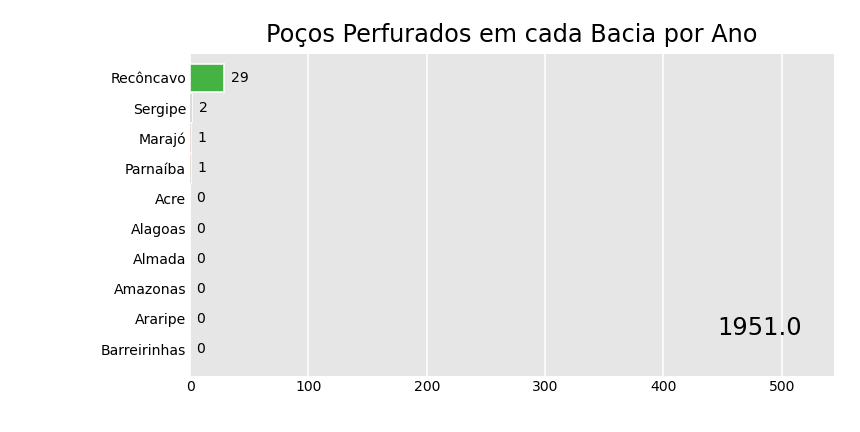 Poços Perfurados em cada Bacia por Ano
Recôncavo 29
Sergipe 2
Marajó 1
Parnaíba 1
Acre 0
Alagoas 0
Almada 0
Amazonas 0
Araripe 0
1951.0
Barreirinhas 0
0 100 200 300 400 500